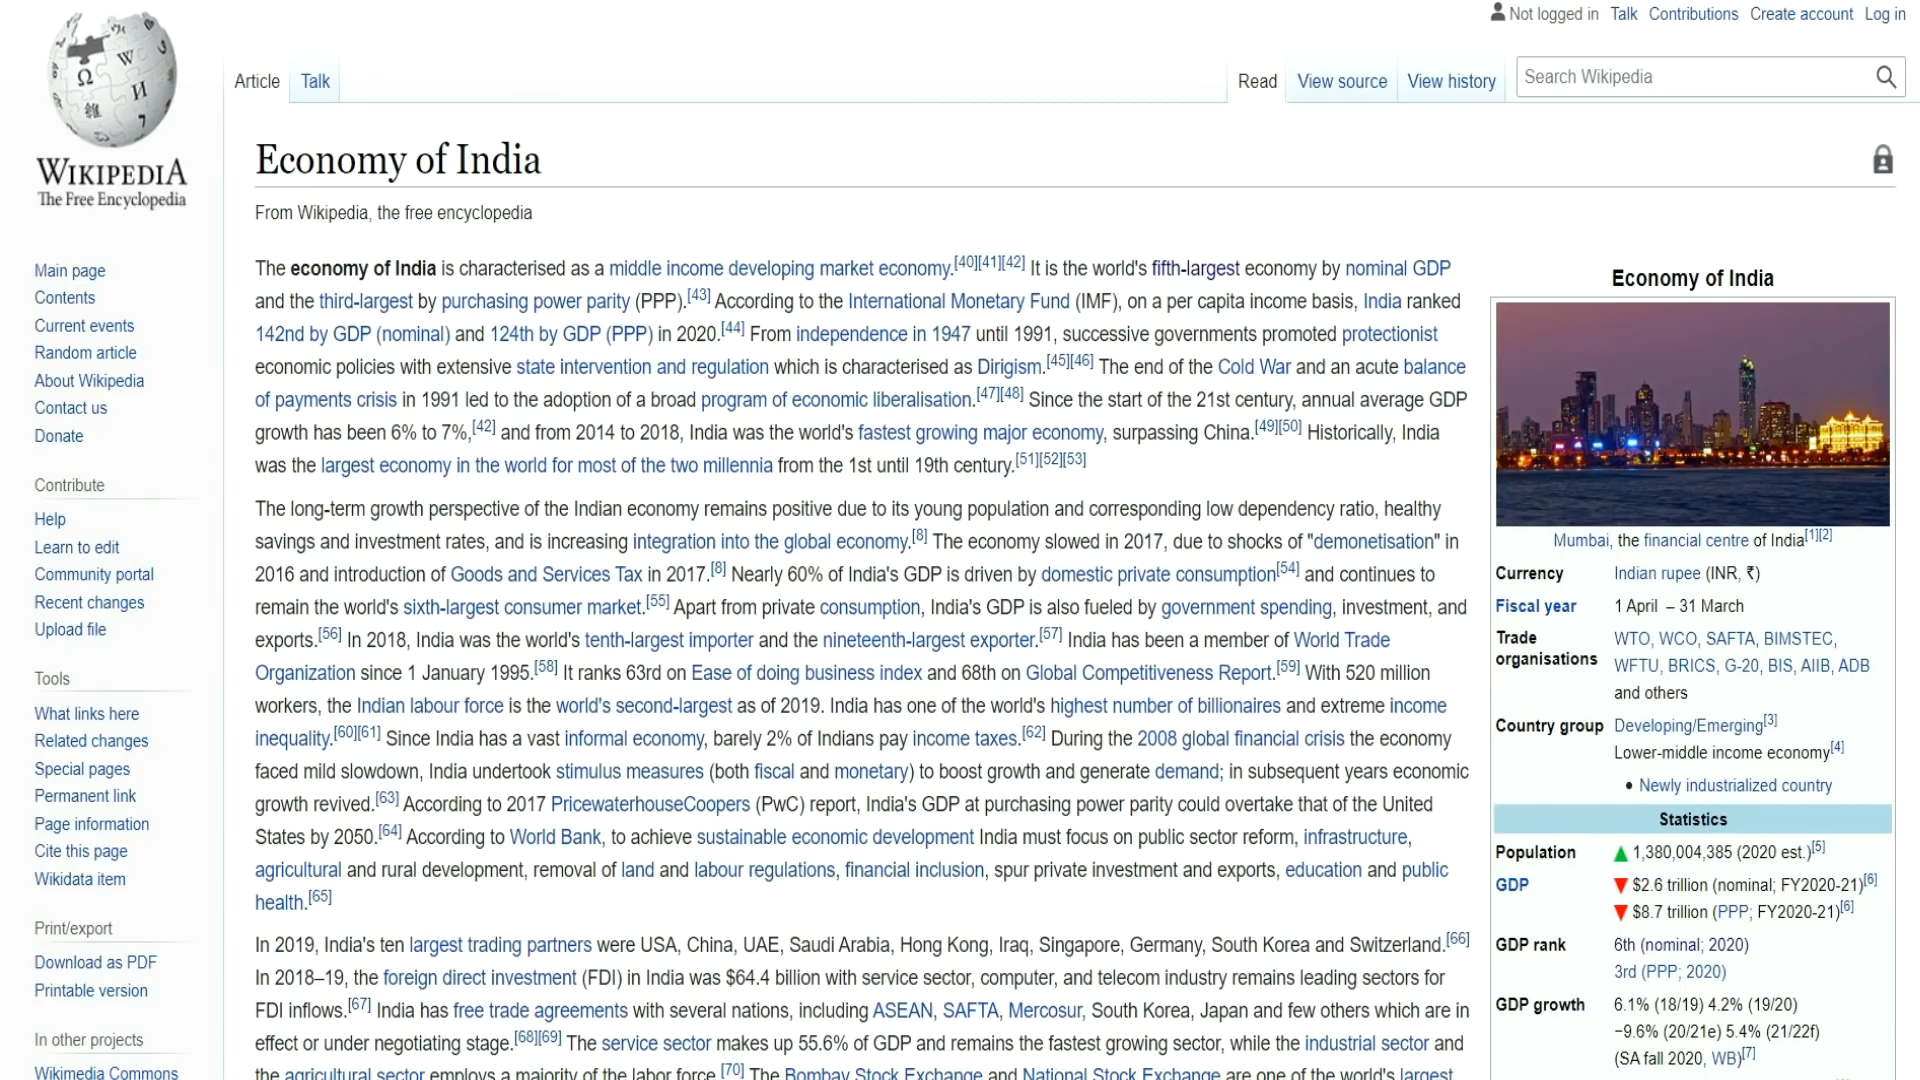 Not logged in Talk Contributions Create account Log in
Article Talk
Read View source View history Search Wikipedia
WIKIPEDIA
The Free Encyclopedia
Main page
Contents
Current events
Random article
About Wikipedia
Contact us
Donate
Contribute
Help
Learn to edit
Community portal
Recent changes
Upload file
Tools
What links here
Related changes
Special pages
Permanent link
Page information
Cite this page
Wikidata item
Print/export
Download as PDF
Printable version
In other projects
Wikimedia Commons
Economy of India
From Wikipedia, the free encyclopedia
The economy of India is characterised as a middle income developing market economy.[40][41][42] It is the world's fifth-largest economy by nominal GDP
and the third-largest by purchasing power parity (PPP).[43] According to the International Monetary Fund (IMF), on a per capita income basis, India ranked
142nd by GDP (nominal) and 124th by GDP (PPP) in 2020.[44] From independence in 1947 until 1991, successive governments promoted protectionist
economic policies with extensive state intervention and regulation which is characterised as Dirigism.[45][46] The end of the Cold War and an acute balance
of payments crisis in 1991 led to the adoption of a broad program of economic liberalisation.[47][48] Since the start of the 21st century, annual average GDP
growth has been 6% to 7%,[42] and from 2014 to 2018, India was the world's fastest growing major economy, surpassing China.[49][50] Historically, India
was the largest economy in the world for most of the two millennia from the 1st until 19th century.[51][52][53]
The long-term growth perspective of the Indian economy remains positive due to its young population and corresponding low dependency ratio, healthy
savings and investment rates, and is increasing integration into the global economy.[8] The economy slowed in 2017, due to shocks of "demonetisation" in
2016 and introduction of Goods and Services Tax in 2017.[8] Nearly 60% of India's GDP is driven by domestic private consumption[54] and continues to
remain the world's sixth-largest consumer market.[55] Apart from private consumption, India's GDP is also fueled by government spending, investment, and
exports.[56] In 2018, India was the world's tenth-largest importer and the nineteenth-largest exporter.[57] India has been a member of World Trade
Organization since 1 January 1995.[58] It ranks 63rd on Ease of doing business index and 68th on Global Competitiveness Report.[59] With 520 million
workers, the Indian labour force is the world's second-largest as of 2019. India has one of the world's highest number of billionaires and extreme income
inequality.[60][61] Since India has a vast informal economy, barely 2% of Indians pay income taxes.[62] During the 2008 global financial crisis the economy
faced mild slowdown, India undertook stimulus measures (both fiscal and monetary) to boost growth and generate demand; in subsequent years economic
growth revived.[63] According to 2017 PricewaterhouseCoopers (PwC) report, India's GDP at purchasing power parity could overtake that of the United
States by 2050.[64] According to World Bank, to achieve sustainable economic development India must focus on public sector reform, infrastructure,
agricultural and rural development, removal of land and labour regulations, financial inclusion, spur private investment and exports, education and public
health.[65]
In 2019, India's ten largest trading partners were USA, China, UAE, Saudi Arabia, Hong Kong, Iraq, Singapore, Germany, South Korea and Switzerland.[66]
In 2018–19, the foreign direct investment (FDI) in India was $64.4 billion with service sector, computer, and telecom industry remains leading sectors for
FDI inflows.[67] India has free trade agreements with several nations, including ASEAN, SAFTA, Mercosur, South Korea, Japan and few others which are in
effect or under negotiating stage.[68][69] The service sector makes up 55.6% of GDP and remains the fastest growing sector, while the industrial sector and
the agricultural sector employs a majority of the labor force.[70] The Bombay Stock Exchange and National Stock Exchange are one of the world's largest
Economy of India
Mumbai, the financial centre of India[1][2]
Currency Indian rupee (INR, ₹)
Fiscal year 1 April – 31 March
Trade organisations WTO, WCO, SAFTA, BIMSTEC,
WFTU, BRICS, G-20, BIS, AIIB, ADB
and others
Country group Developing/Emerging[3]
Lower-middle income economy[4]
• Newly industrialized country
Statistics
Population ▲ 1,380,004,385 (2020 est.)[5]
GDP ▼ $2.6 trillion (nominal; FY2020-21)[6]
▼ $8.7 trillion (PPP; FY2020-21)[6]
GDP rank 6th (nominal; 2020)
3rd (PPP; 2020)
GDP growth 6.1% (18/19) 4.2% (19/20)
−9.6% (20/21e) 5.4% (21/22f)
(SA fall 2020, WB)[7]